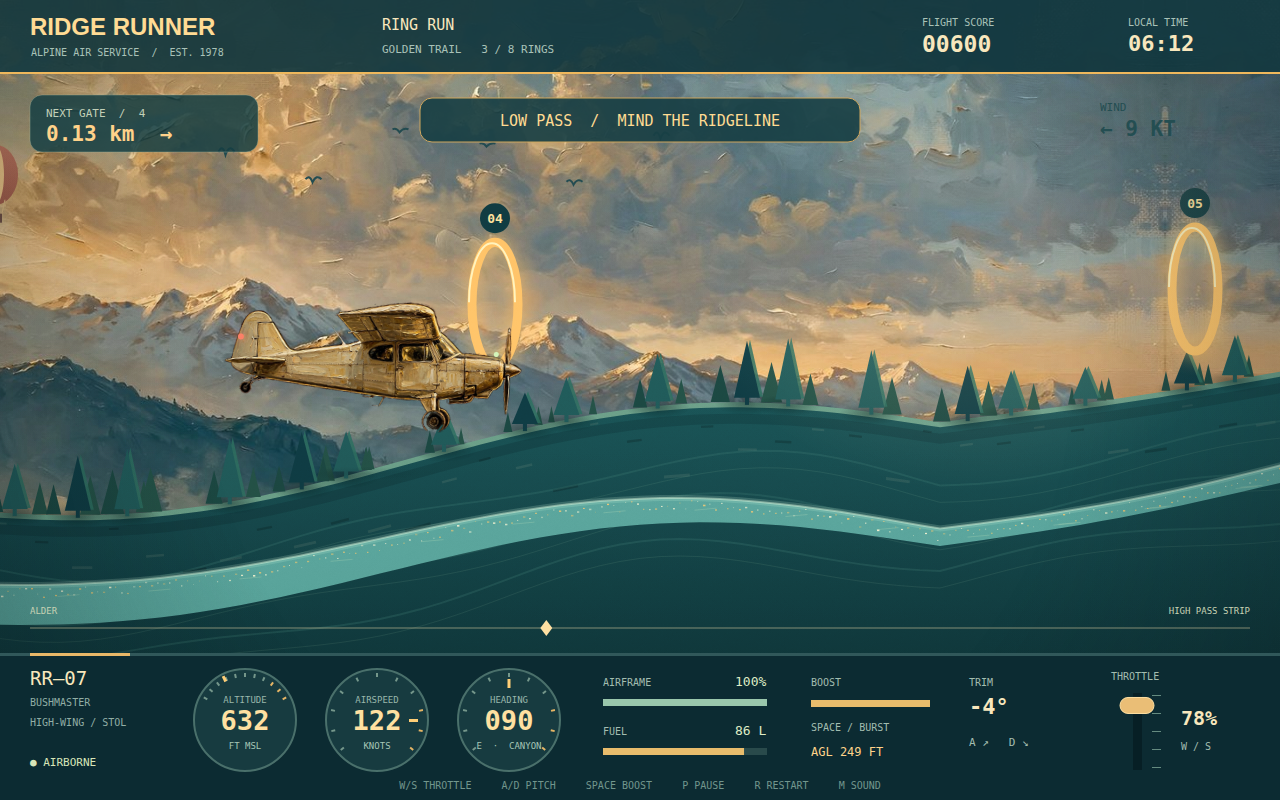 RIDGE RUNNER
ALPINE AIR SERVICE / EST. 1978
RING RUN
GOLDEN TRAIL 3 / 8 RINGS
FLIGHT SCORE
00600
LOCAL TIME
06:12
NEXT GATE / 4
0.13 km →
LOW PASS / MIND THE RIDGELINE
WIND
← 9 KT
04
05
ALDER
HIGH PASS STRIP
RR—07
BUSHMASTER
HIGH-WING / STOL
● AIRBORNE
ALTITUDE
632
FT MSL
AIRSPEED
122
KNOTS
HEADING
090
E · CANYON
AIRFRAME 100%
FUEL 86 L
BOOST
SPACE / BURST
AGL 249 FT
TRIM
-4°
A ↗ D ↘
THROTTLE
78%
W / S
W/S THROTTLE A/D PITCH SPACE BOOST P PAUSE R RESTART M SOUND